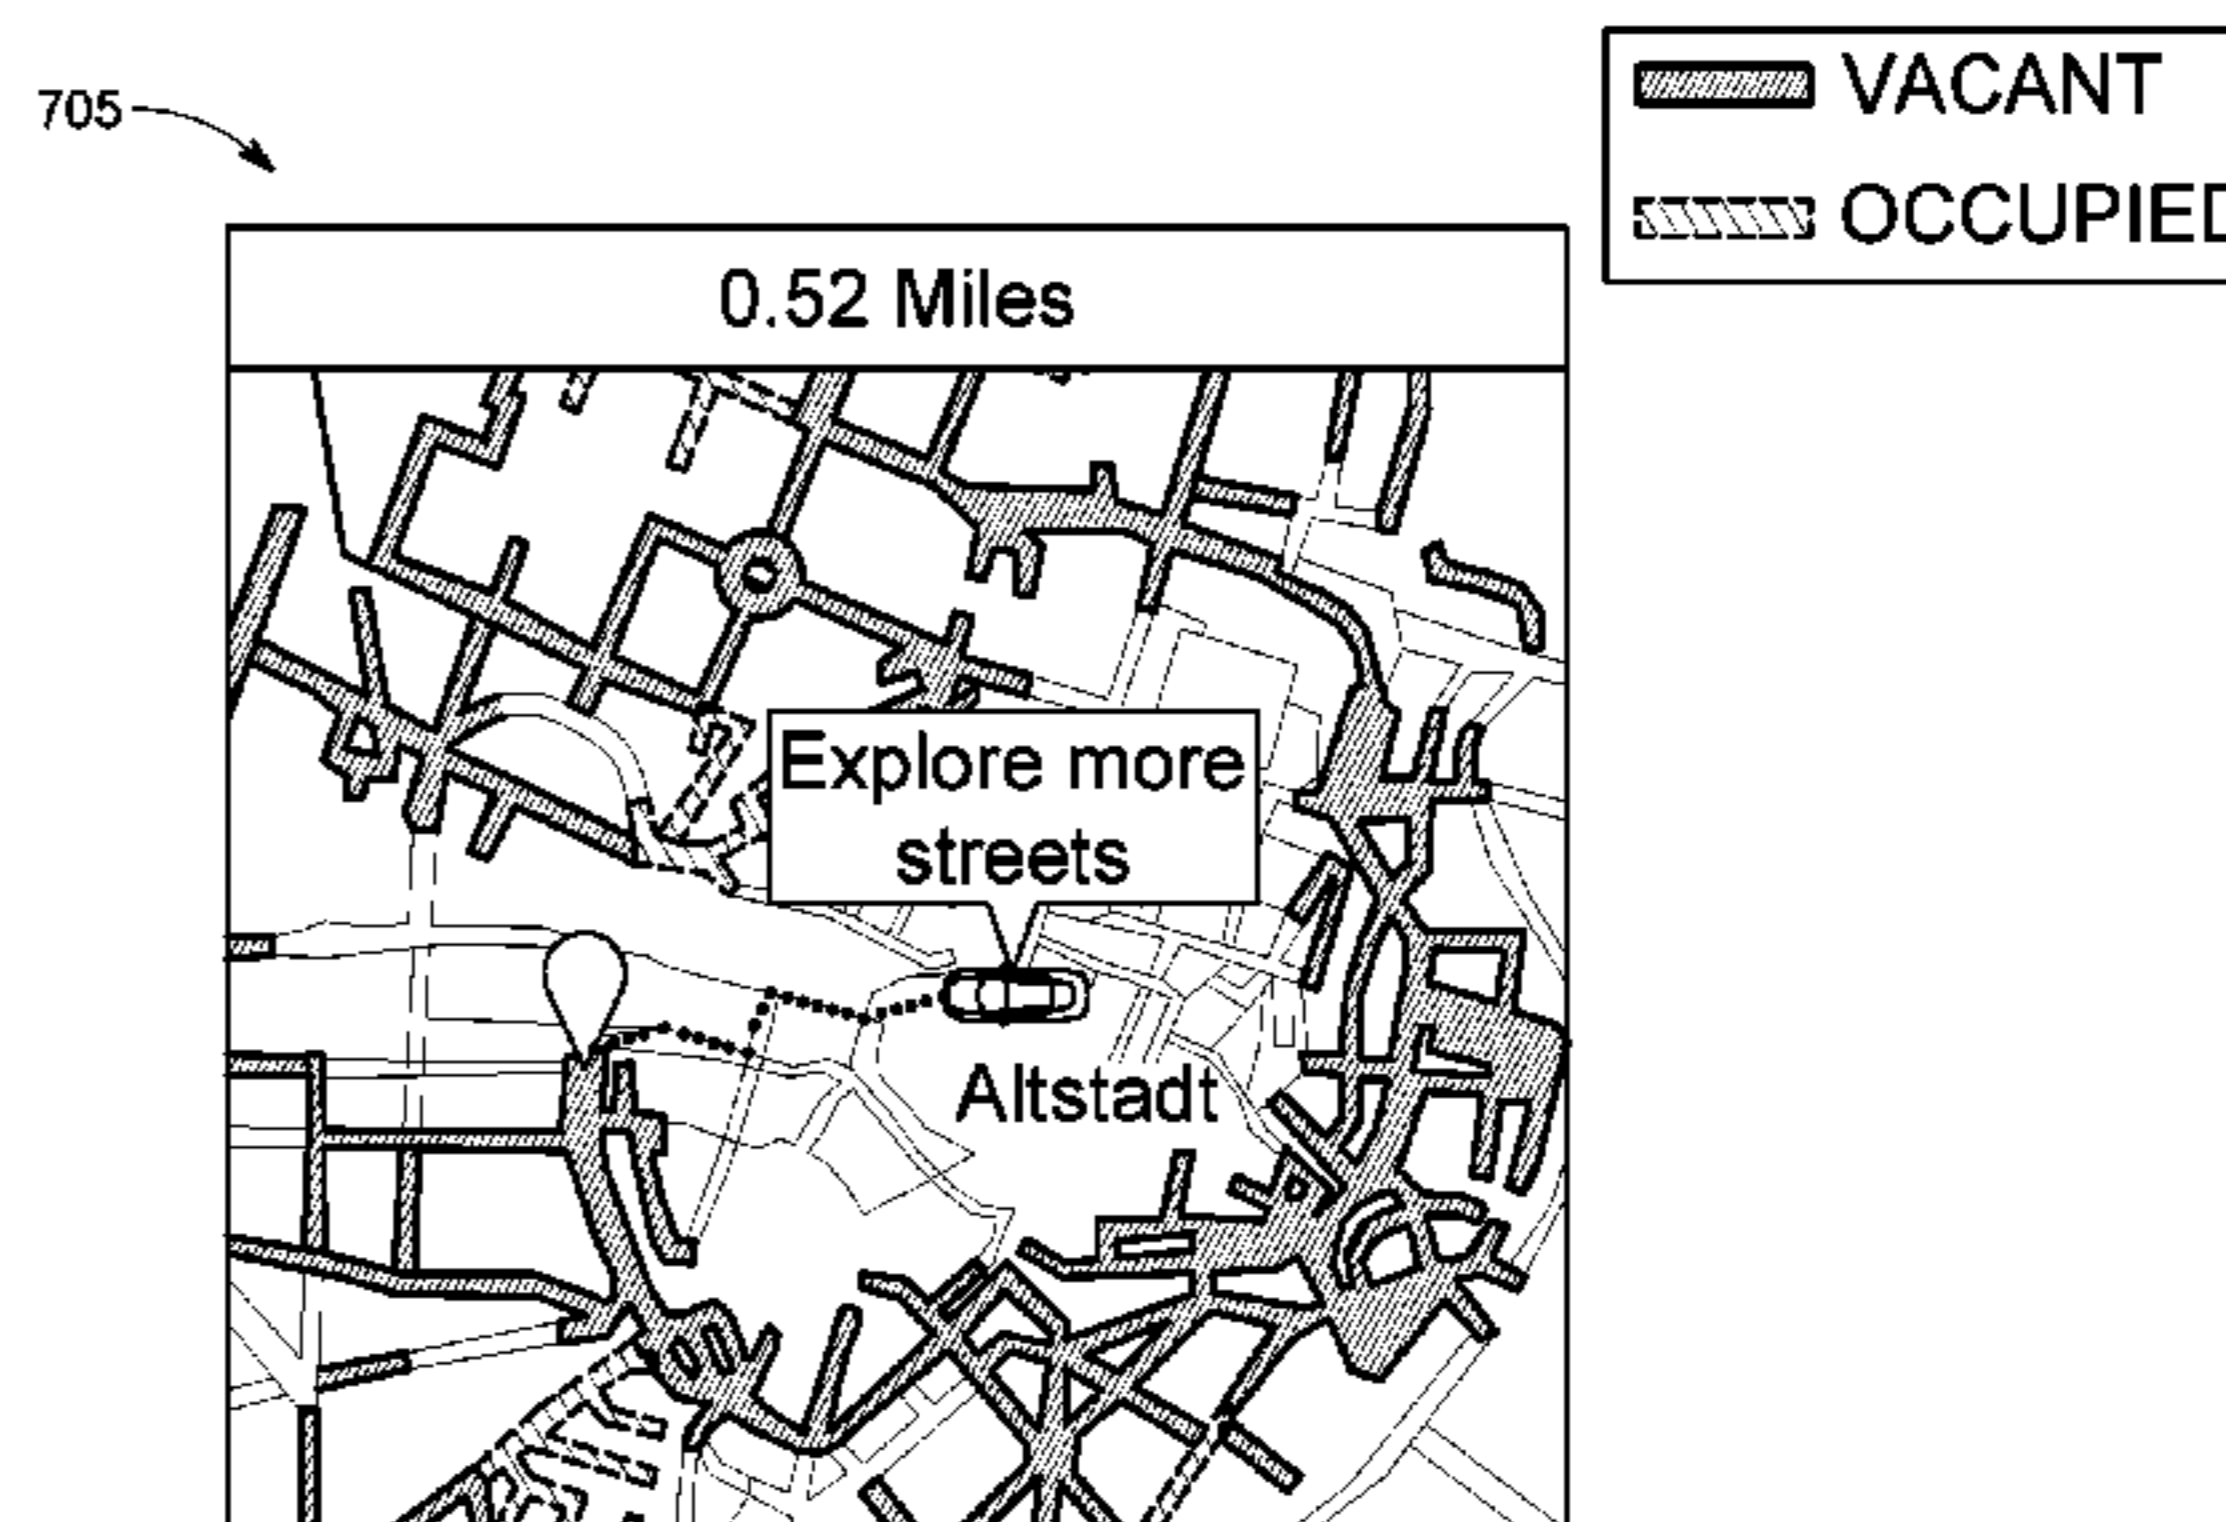 705
VACANT
OCCUPIED
0.52 Miles
Explore more
streets
Altstadt